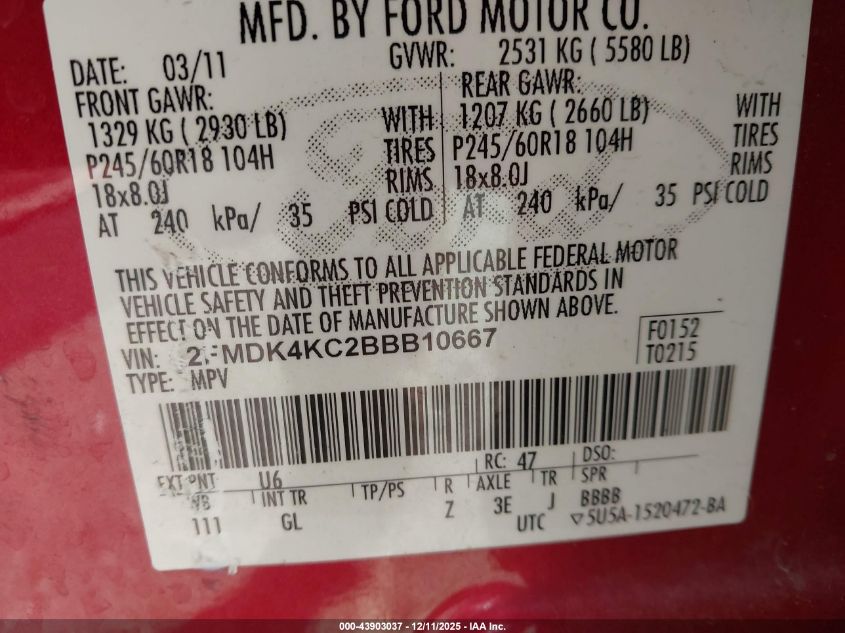 MFD. BY FORD MOTOR CO.
DATE: 03/11 GVWR: 2531 KG ( 5580 LB)
FRONT GAWR: REAR GAWR:
1329 KG ( 2930 LB) WITH 1207 KG ( 2660 LB) WITH
P245/60R18 104H TIRES P245/60R18 104H TIRES
18x8.0J RIMS 18x8.0J RIMS
AT 240 kPa/ 35 PSI COLD AT 240 kPa/ 35 PSI COLD
THIS VEHICLE CONFORMS TO ALL APPLICABLE FEDERAL MOTOR
VEHICLE SAFETY AND THEFT PREVENTION STANDARDS IN
EFFECT ON THE DATE OF MANUFACTURE SHOWN ABOVE.
VIN: 2FMDK4KC2BBB10667
F0152
T0215
TYPE: MPV
EXT PNT U6 RC: 47 DSO:
WB INT TR TP/PS R AXLE TR SPR
111 GL Z 3E J BBBB
UTC ▽5U5A-1520472-BA
000-43903037 - 12/11/2025 - IAA Inc.